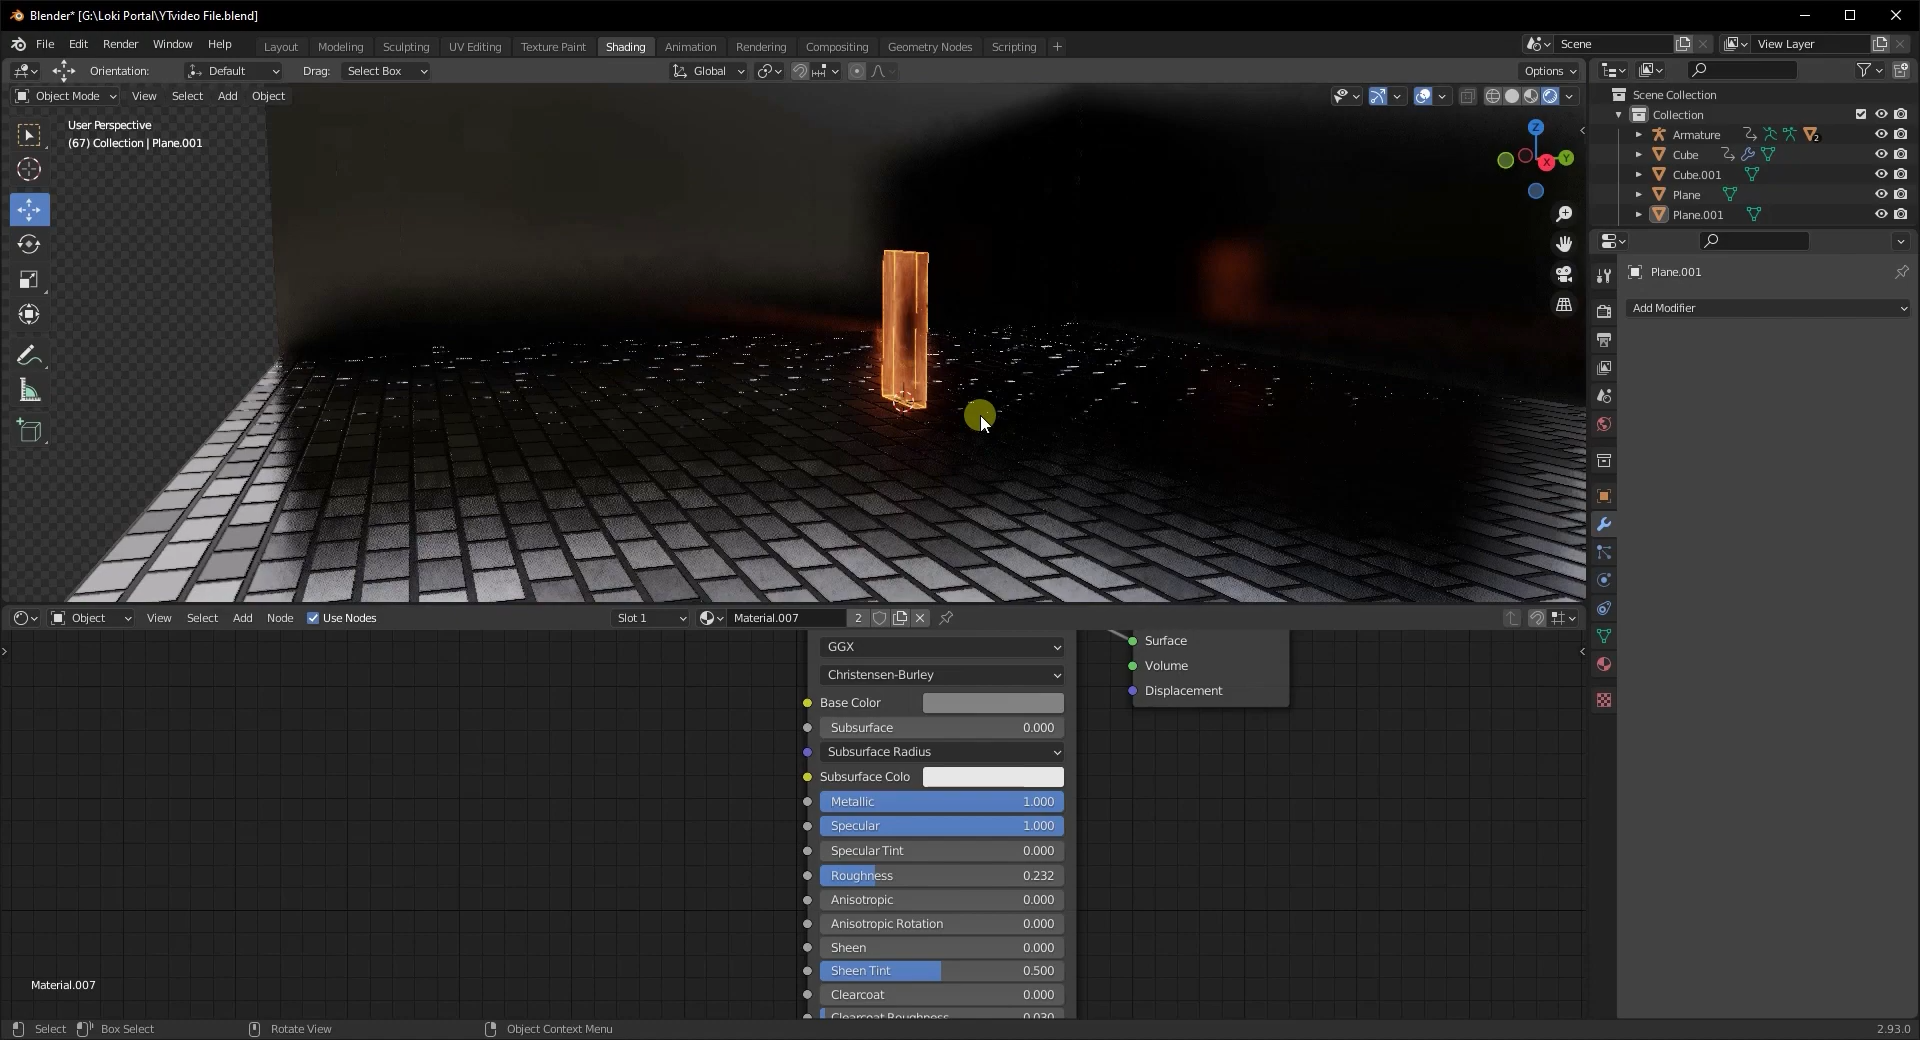 Blender* [G:\Loki Portal\YTvideo File.blend]
File Edit Render Window Help
Layout Modeling Sculpting UV Editing Texture Paint Shading Animation Rendering Compositing Geometry Nodes Scripting +
Scene
View Layer
Orientation: Default Drag: Select Box
Global
Options
Object Mode View Select Add Object
User Perspective
(67) Collection | Plane.001
Z
Y
X
Scene Collection
Collection
Armature
2
Cube
Cube.001
Plane
Plane.001
Plane.001
Add Modifier
Object View Select Add Node Use Nodes
Slot 1
Material.007
2
GGX
Christensen-Burley
Base Color
Subsurface 0.000
Subsurface Radius
Subsurface Colo
Metallic 1.000
Specular 1.000
Specular Tint 0.000
Roughness 0.232
Anisotropic 0.000
Anisotropic Rotation 0.000
Sheen 0.000
Sheen Tint 0.500
Clearcoat 0.000
Clearcoat Roughness 0.030
Surface
Volume
Displacement
Material.007
Select
Box Select
Rotate View
Object Context Menu
2.93.0